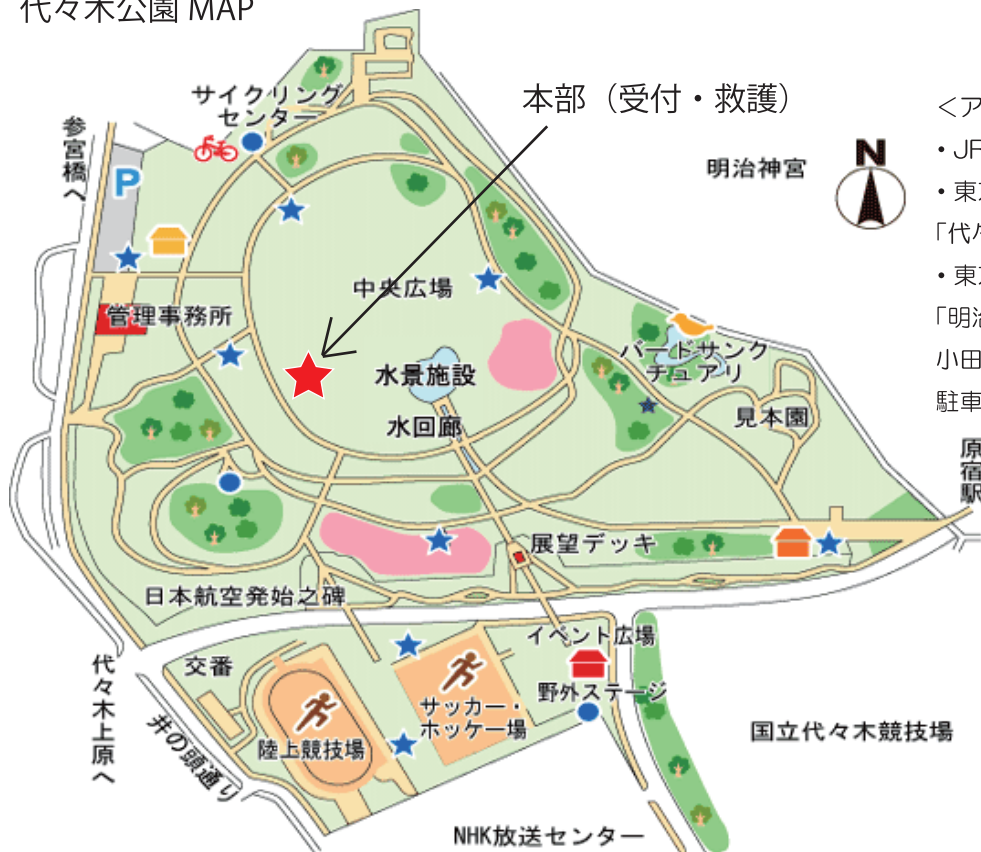 代々木公園 MAP
サイクリング
センター
本部（受付・救護）
参宮橋へ
P
明治神宮
N
＜ア
・JF
・東
「代
・東
「明治
小田
駐車
中央広場
管理事務所
バードサンク
チュアリ
水景施設
水回廊
見本園
原宿駅
展望デッキ
日本航空発始之碑
イベント広場
交番
代々木上原へ
野外ステージ
サッカー・
ホッケー場
井の頭通り
陸上競技場
国立代々木競技場
NHK放送センター